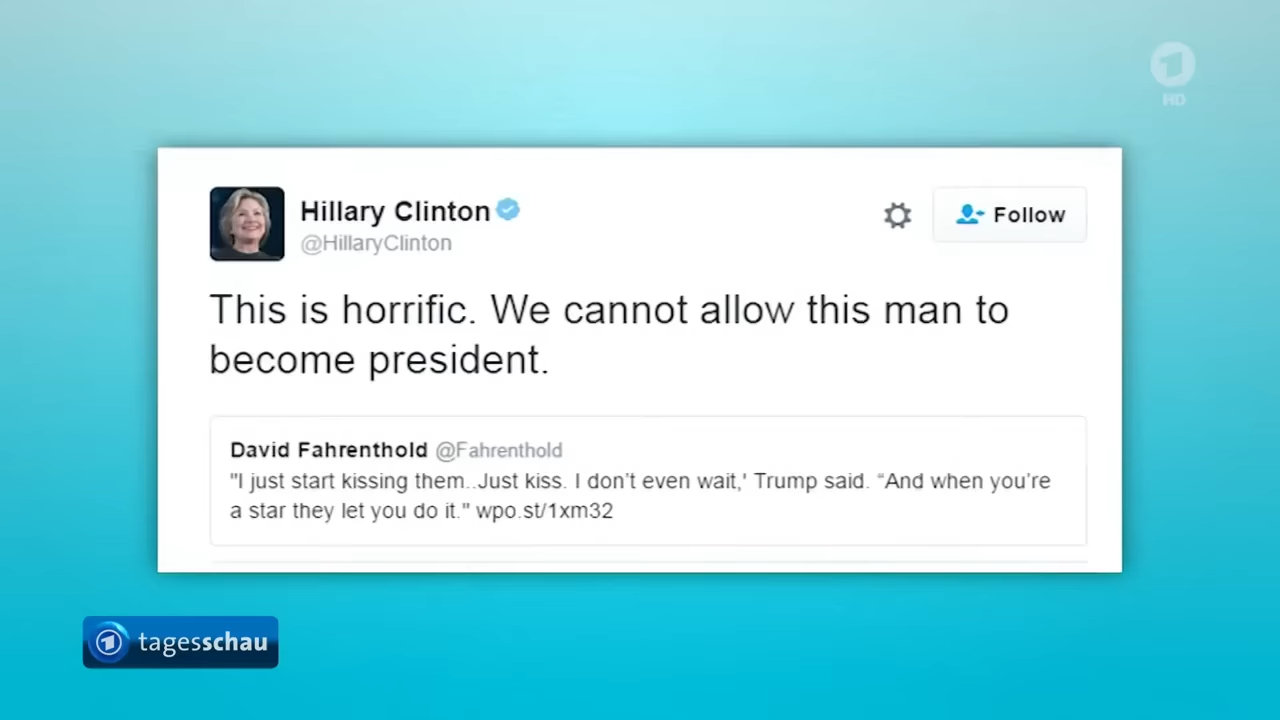 1
HD
Hillary Clinton
@HillaryClinton
Follow
This is horrific. We cannot allow this man to
become president.
David Fahrenthold @Fahrenthold
"I just start kissing them..Just kiss. I don't even wait,' Trump said. “And when you're
a star they let you do it." wpo.st/1xm32
1 tagesschau